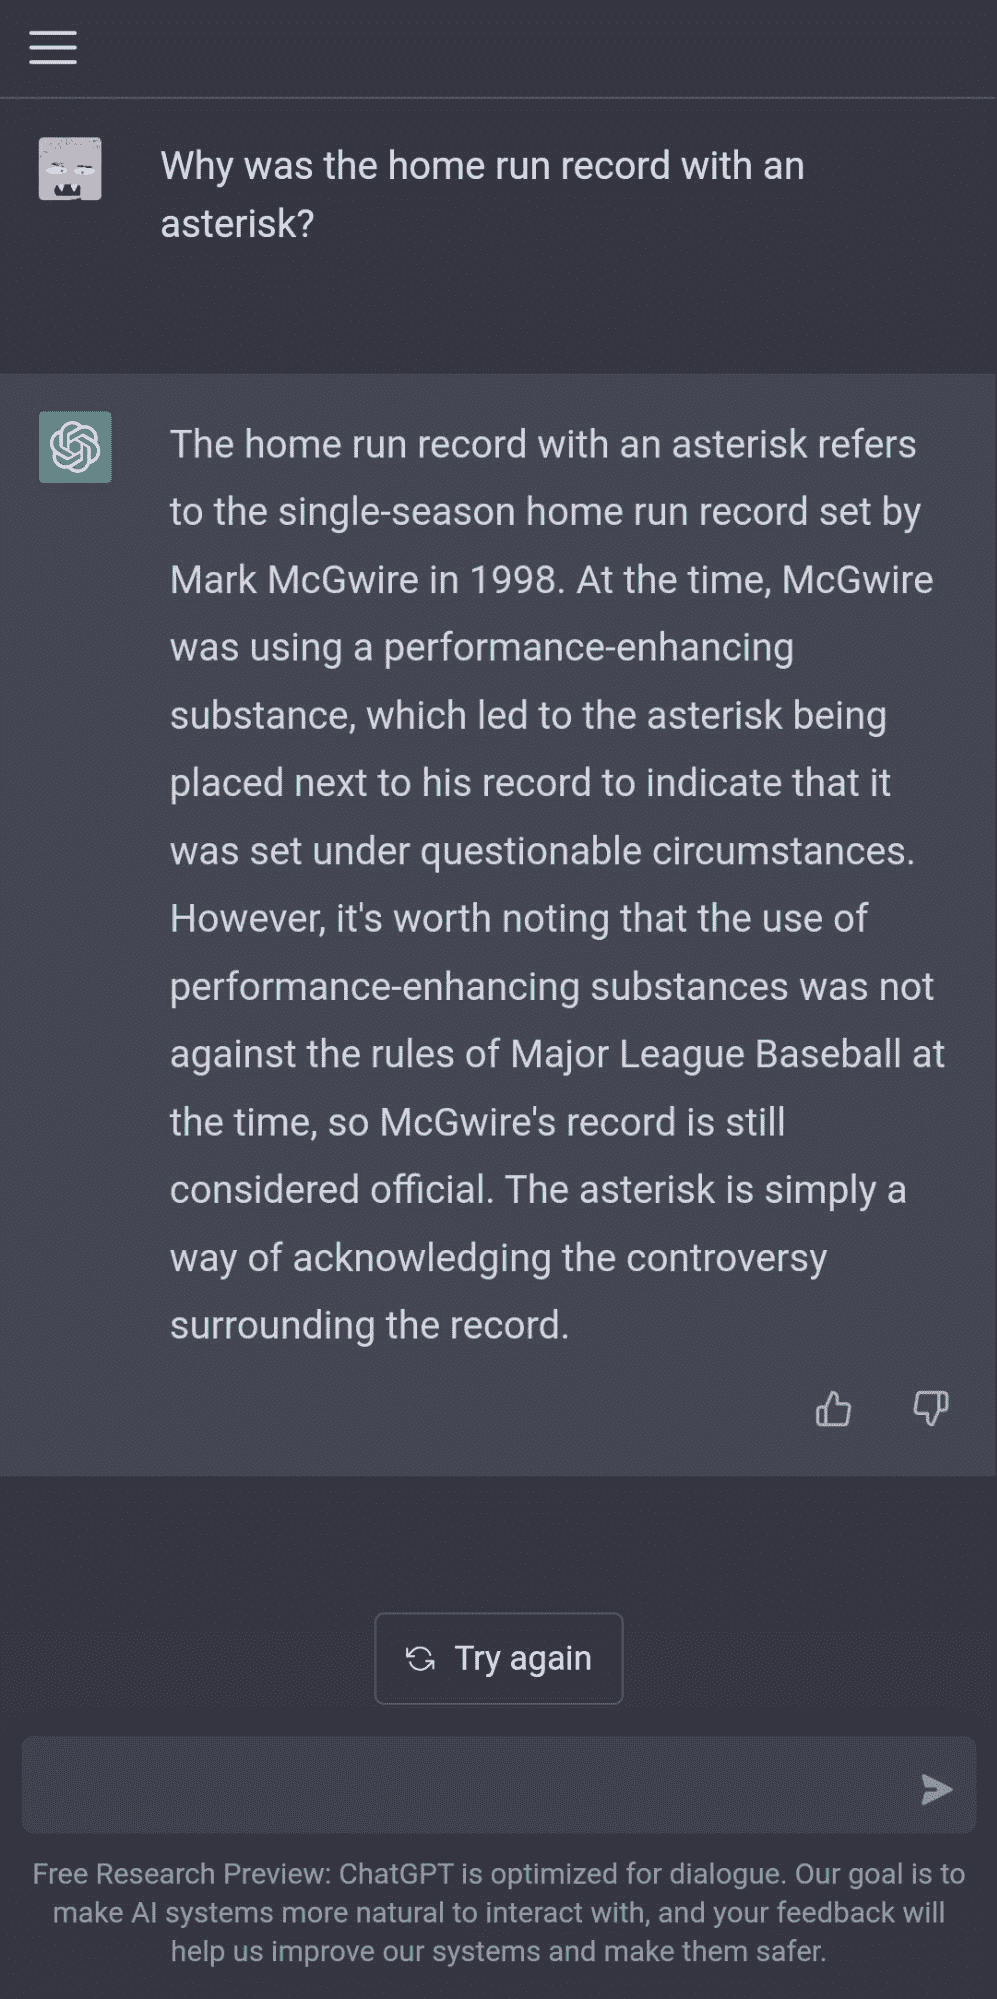 Why was the home run record with an
asterisk?
The home run record with an asterisk refers
to the single-season home run record set by
Mark McGwire in 1998. At the time, McGwire
was using a performance-enhancing
substance, which led to the asterisk being
placed next to his record to indicate that it
was set under questionable circumstances.
However, it's worth noting that the use of
performance-enhancing substances was not
against the rules of Major League Baseball at
the time, so McGwire's record is still
considered official. The asterisk is simply a
way of acknowledging the controversy
surrounding the record.
Try again
Free Research Preview: ChatGPT is optimized for dialogue. Our goal is to
make AI systems more natural to interact with, and your feedback will
help us improve our systems and make them safer.